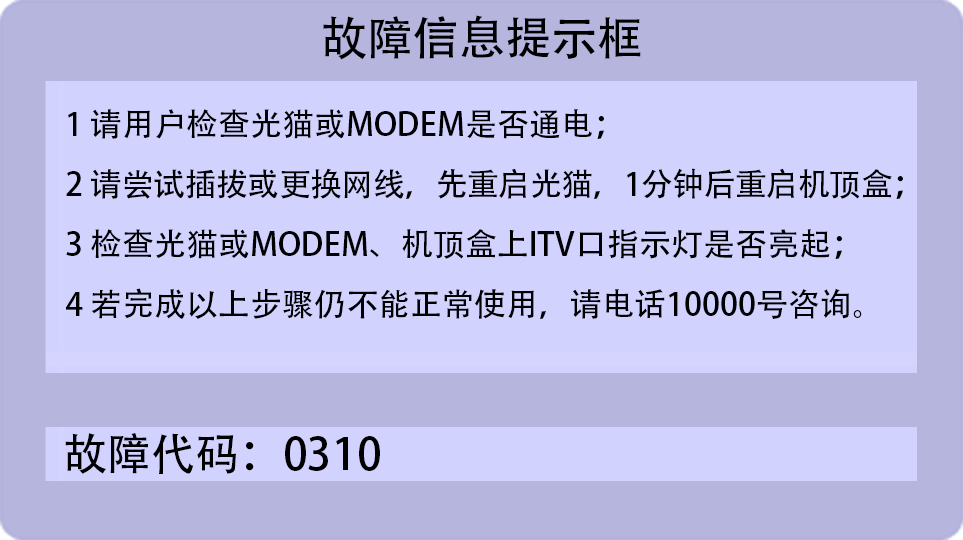 故障信息提示框
1 请用户检查光猫或MODEM是否通电；
2 请尝试插拔或更换网线，先重启光猫，1分钟后重启机顶盒；
3 检查光猫或MODEM、机顶盒上ITV口指示灯是否亮起；
4 若完成以上步骤仍不能正常使用，请电话10000号咨询。
故障代码：0310